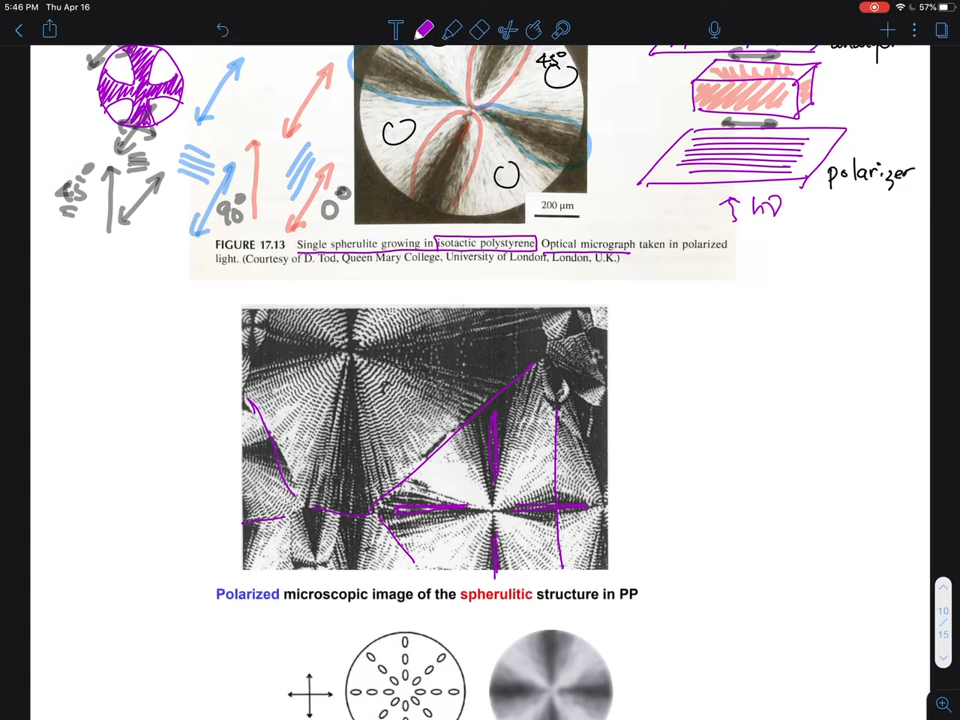 5:46 PM Thu Apr 16
57%
T
45°
polarizer
45°
90°
0°
hν
200 μm
FIGURE 17.13 Single spherulite growing in isotactic polystyrene. Optical micrograph taken in polarized
light. (Courtesy of D. Tod, Queen Mary College, University of London, London, U.K.)
Polarized microscopic image of the spherulitic structure in PP
10
15